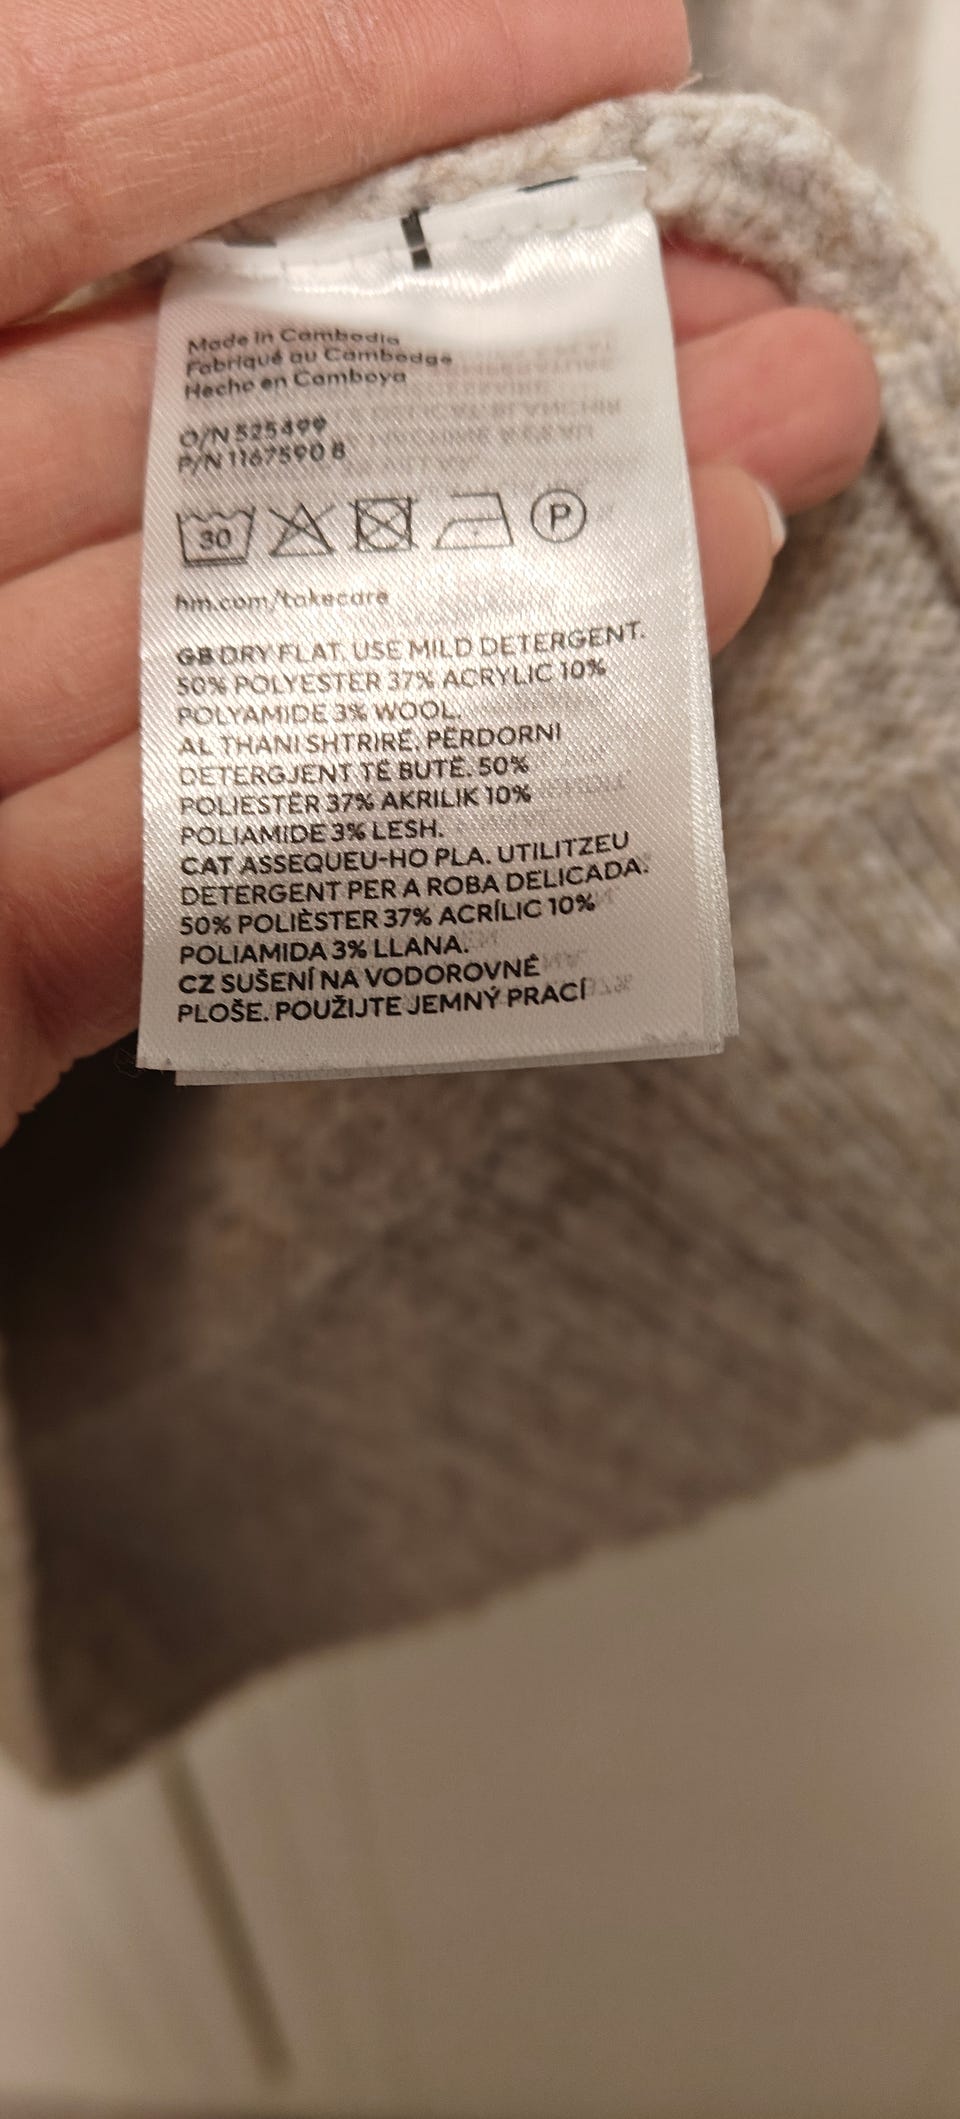 Made in Cambodia
Fabriqué au Cambodge
Hecho en Camboya
O/N 525499
P/N 1167590 8
30
P
hm.com/takecare
GB DRY FLAT. USE MILD DETERGENT.
50% POLYESTER 37% ACRYLIC 10%
POLYAMIDE 3% WOOL.
AL THANI SHTRIRË. PËRDORNI
DETERGJENT TË BUTË. 50%
POLIESTËR 37% AKRILIK 10%
POLIAMIDE 3% LESH.
CAT ASSEQUEU-HO PLA. UTILITZEU
DETERGENT PER A ROBA DELICADA.
50% POLIÈSTER 37% ACRÍLIC 10%
POLIAMIDA 3% LLANA.
CZ SUŠENÍ NA VODOROVNÉ
PLOŠE. POUŽIJTE JEMNÝ PRACÍ